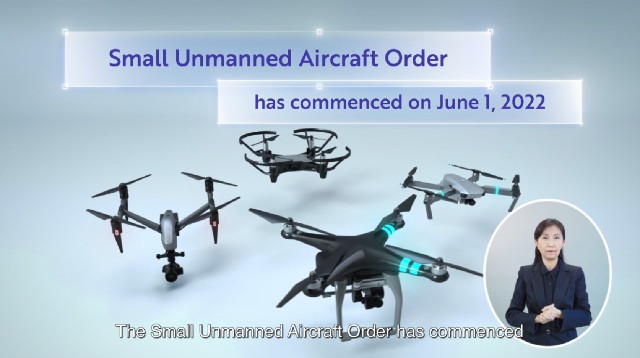 Small Unmanned Aircraft Order
has commenced on June 1, 2022
The Small Unmanned Aircraft Order has commenced